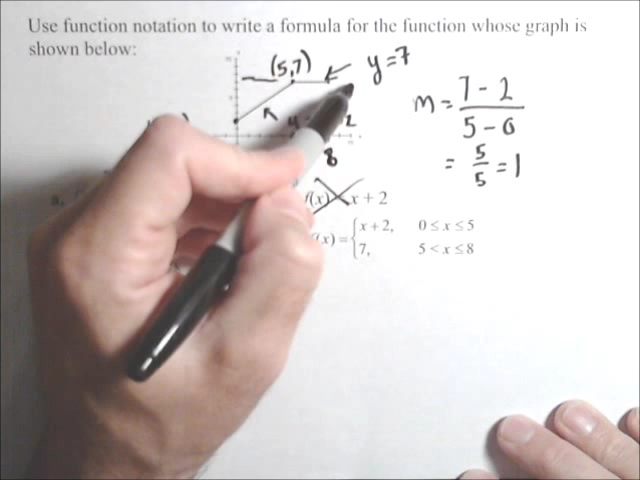 Use function notation to write a formula for the function whose graph is
shown below:
(5,7)
y=7
m = 7 - 2
5 - 0
= 5
5
= 1
8
f(x) x + 2
(x) = { x + 2, 0 ≤ x ≤ 5
7, 5 < x ≤ 8